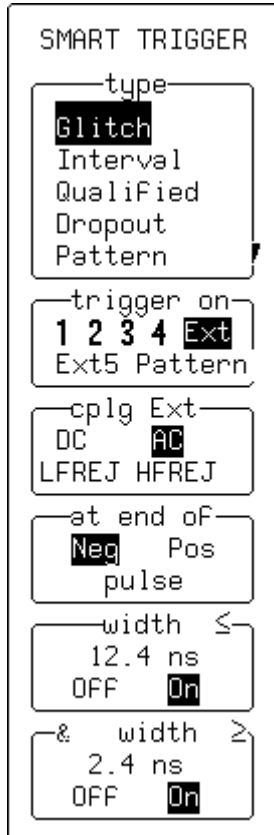 SMART TRIGGER
type
Glitch
Interval
Qualified
Dropout
Pattern
trigger on
1 2 3 4 Ext
Ext5 Pattern
cplg Ext
DC AC
LFREJ HFREJ
at end of
Neg Pos
pulse
width ≤
12.4 ns
OFF On
& width ≥
2.4 ns
OFF On